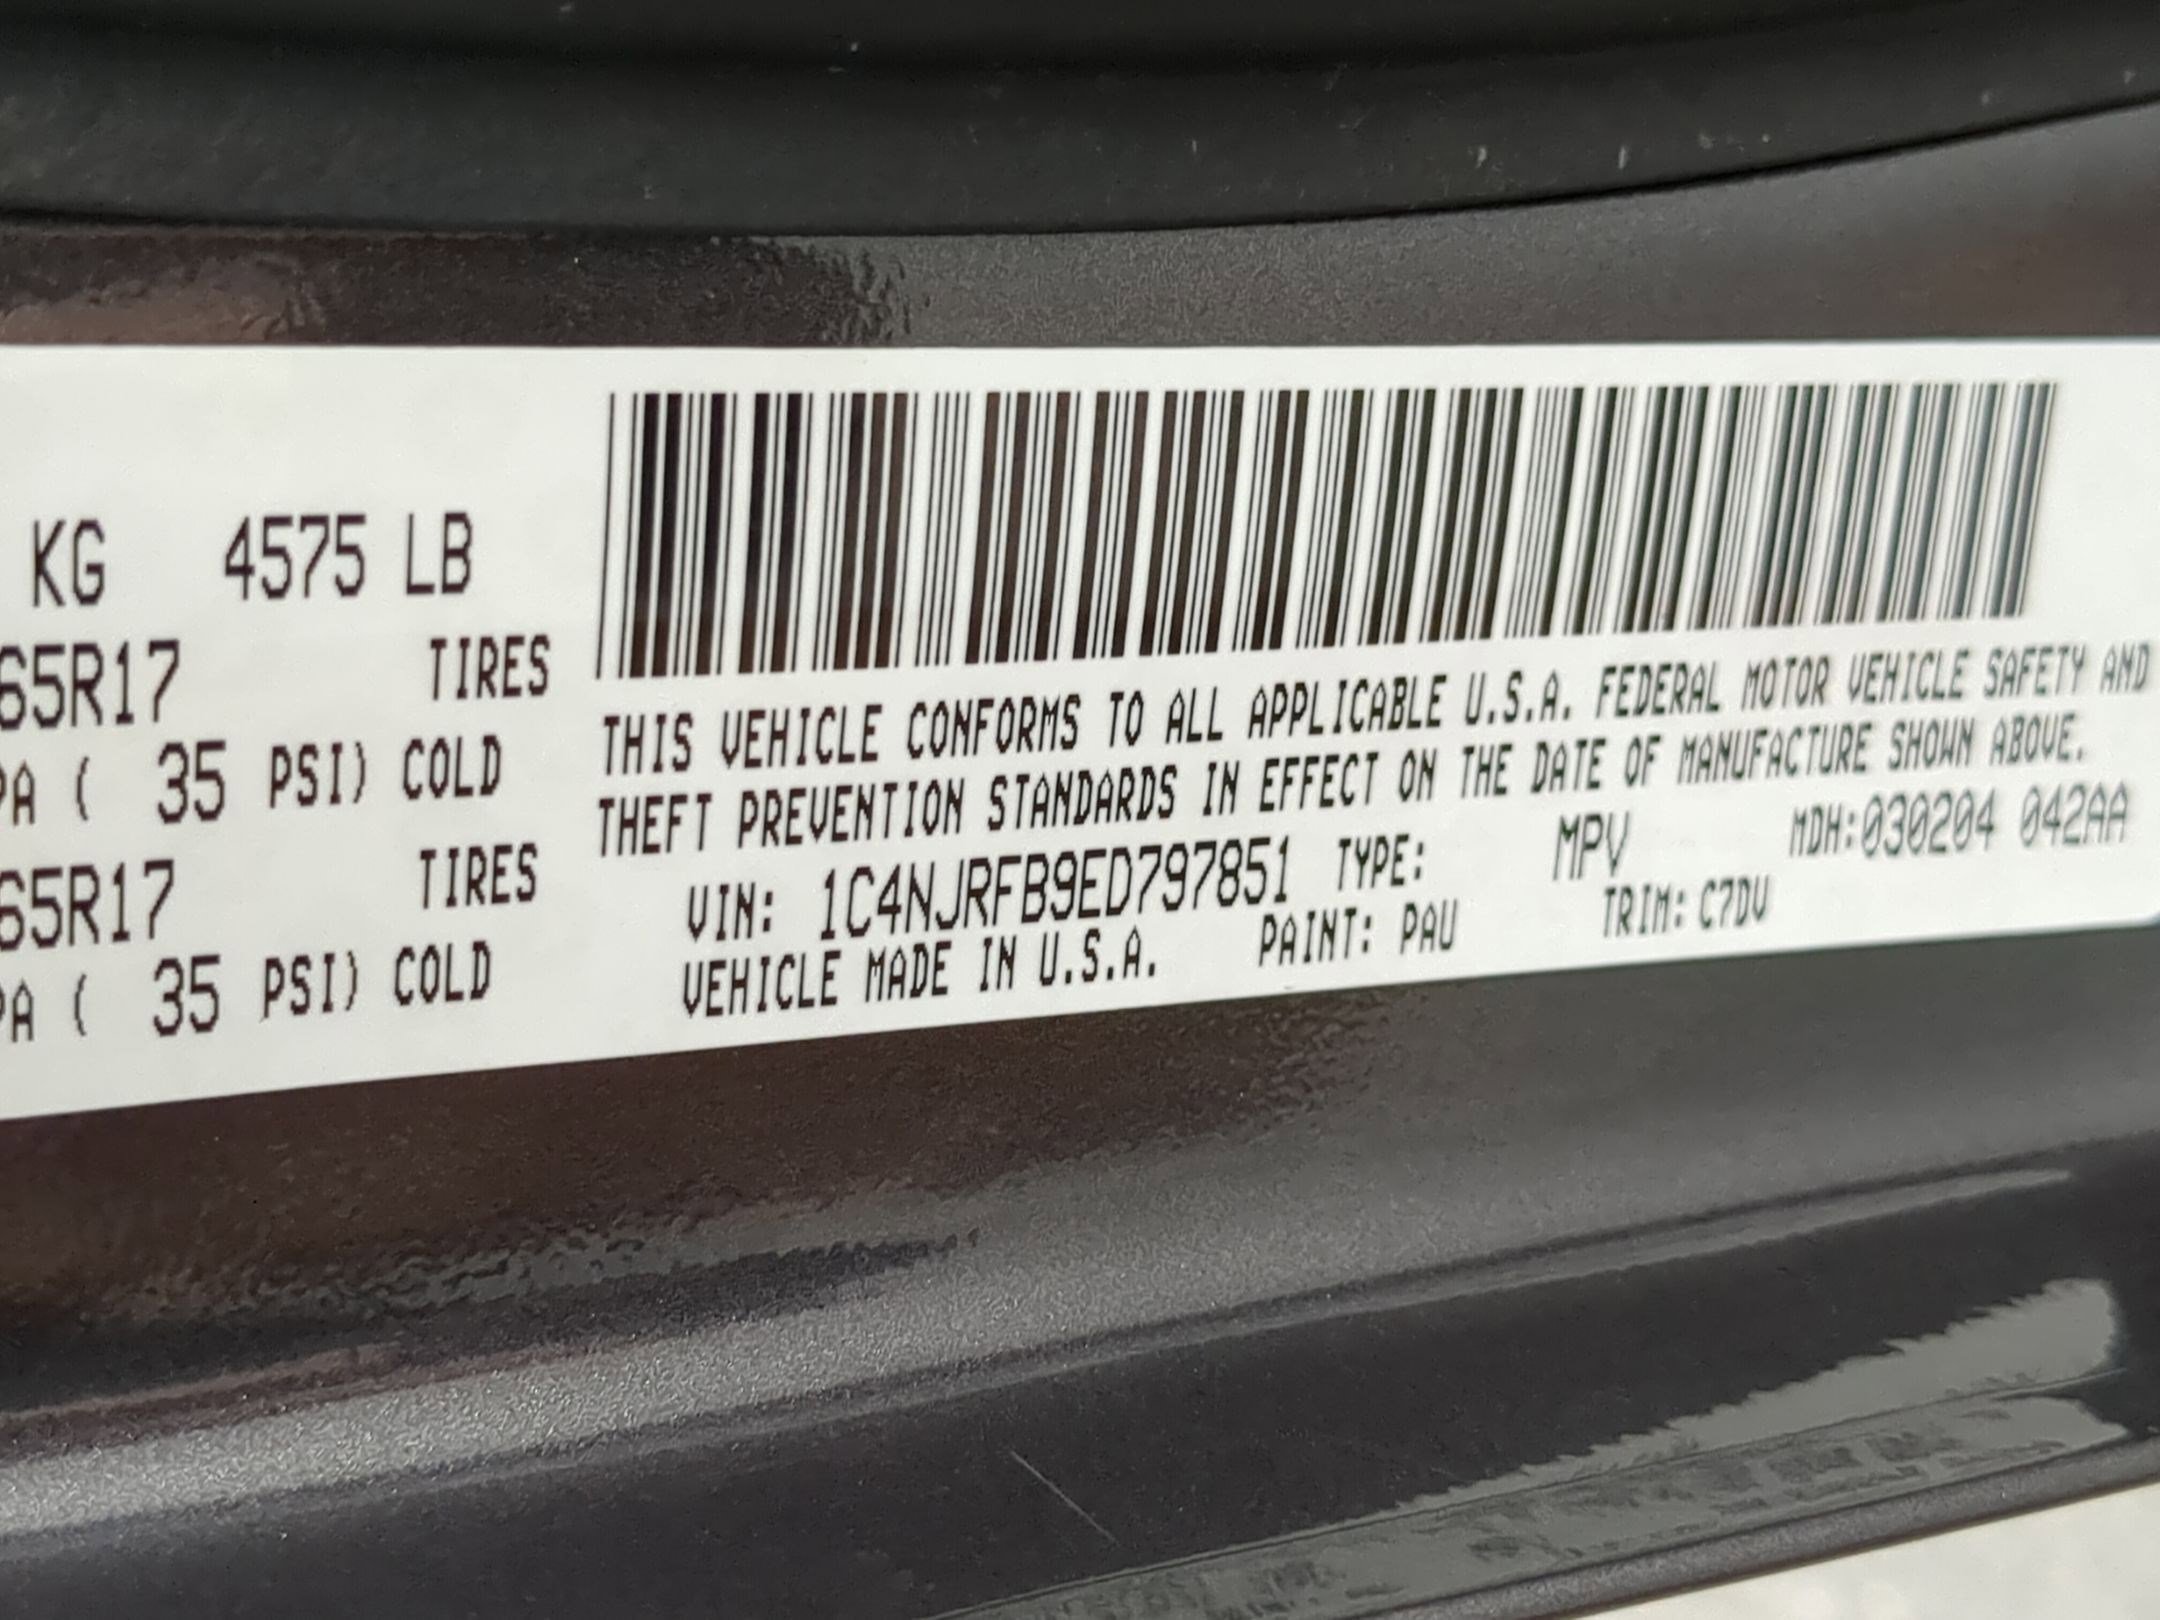 KG 4575 LB
65R17 TIRES
PA ( 35 PSI) COLD
65R17 TIRES
PA ( 35 PSI) COLD
THIS VEHICLE CONFORMS TO ALL APPLICABLE U.S.A. FEDERAL MOTOR VEHICLE SAFETY AND
THEFT PREVENTION STANDARDS IN EFFECT ON THE DATE OF MANUFACTURE SHOWN ABOVE.
VIN: 1C4NJRFB9ED797851 TYPE: MPV MDH:030204 042AA
VEHICLE MADE IN U.S.A. PAINT: PAU TRIM: C7DV